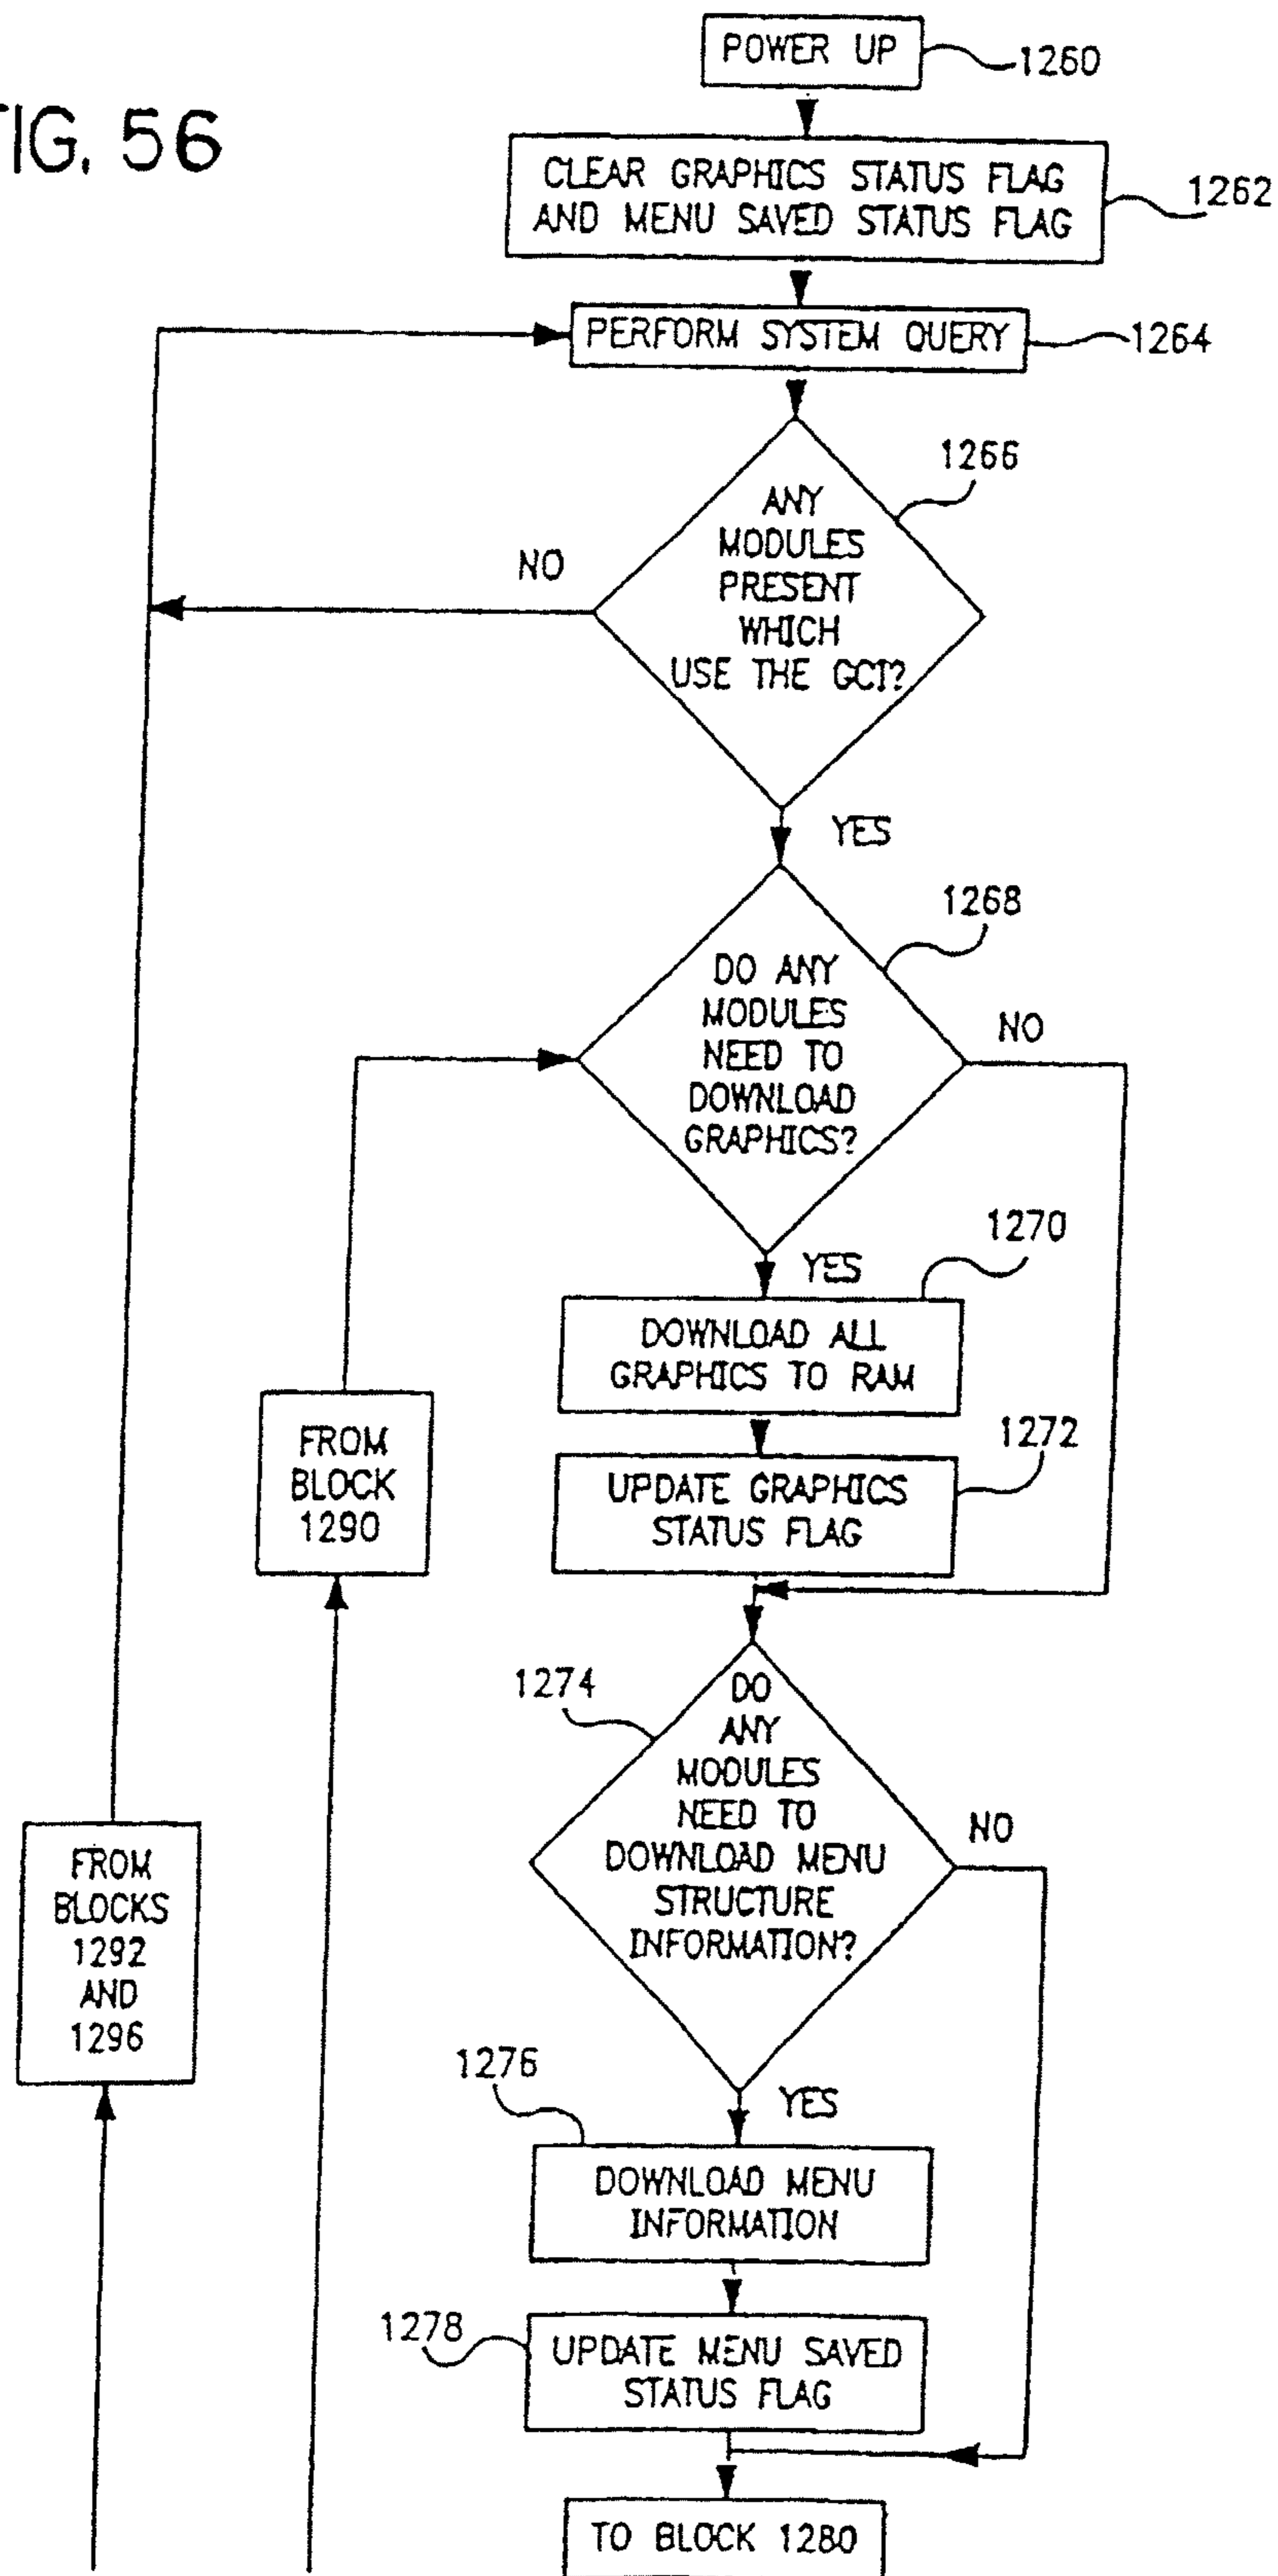 FIG. 56
POWER UP
1260
CLEAR GRAPHICS STATUS FLAG
AND MENU SAVED STATUS FLAG
1262
PERFORM SYSTEM QUERY
1264
1266
ANY
MODULES
PRESENT
WHICH
USE THE GCI?
NO
YES
1268
DO ANY
MODULES
NEED TO
DOWNLOAD
GRAPHICS?
NO
YES
1270
DOWNLOAD ALL
GRAPHICS TO RAM
FROM
BLOCK
1290
1272
UPDATE GRAPHICS
STATUS FLAG
1274
DO
ANY
MODULES
NEED TO
DOWNLOAD MENU
STRUCTURE
INFORMATION?
NO
FROM
BLOCKS
1292
AND
1296
YES
1276
DOWNLOAD MENU
INFORMATION
1278
UPDATE MENU SAVED
STATUS FLAG
TO BLOCK 1280